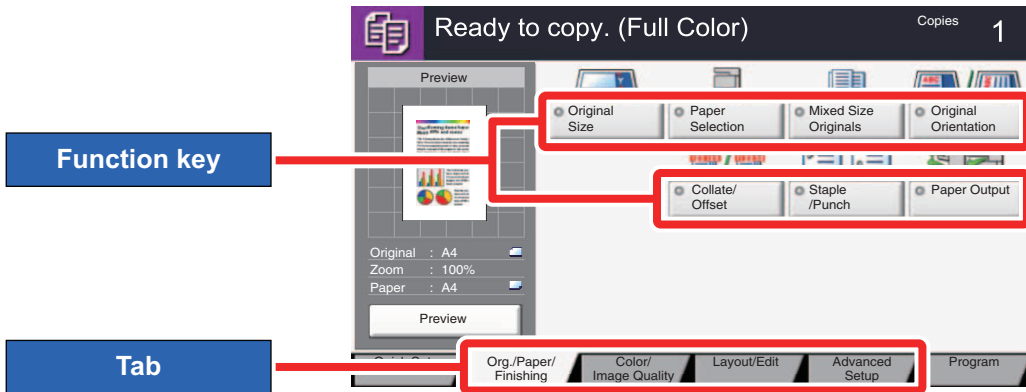 Ready to copy. (Full Color)
Copies
1
Preview
Original
Size
Paper
Selection
Mixed Size
Originals
Original
Orientation
Function key
Collate/
Offset
Staple
/Punch
Paper Output
Original : A4
Zoom : 100%
Paper : A4
Preview
Tab
Org./Paper/
Finishing
Color/
Image Quality
Layout/Edit
Advanced
Setup
Program